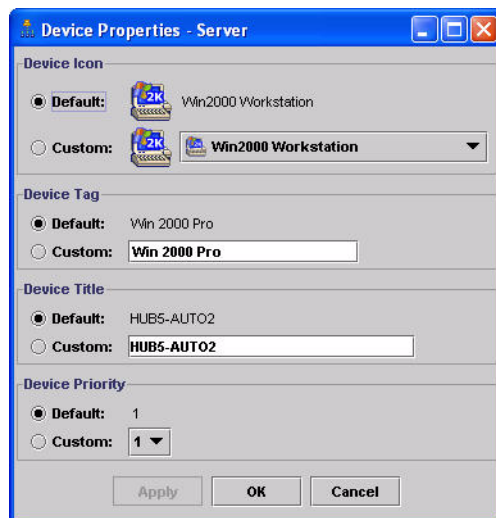 Device Properties - Server
Device Icon
Default: 2K Win2000 Workstation
Custom: 2K Win2000 Workstation
Device Tag
Default: Win 2000 Pro
Custom: Win 2000 Pro
Device Title
Default: HUB5-AUTO2
Custom: HUB5-AUTO2
Device Priority
Default: 1
Custom: 1
Apply OK Cancel